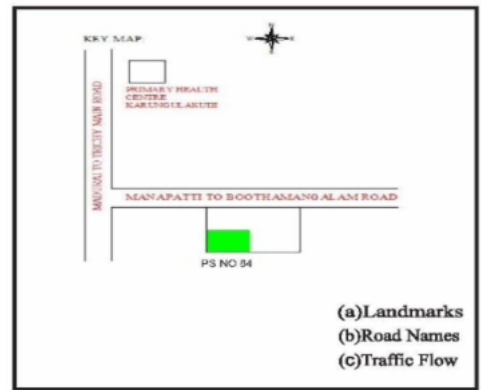 KEY MAP:
W E
PRIMARY HEALTH
CENTRE
KARUNGULAKUDI
MADURAI TO TRICHY MAIN ROAD
MANAPATTI TO BOOTHAMANGALAM ROAD
PS NO 84
(a)Landmarks
(b)Road Names
(c)Traffic Flow